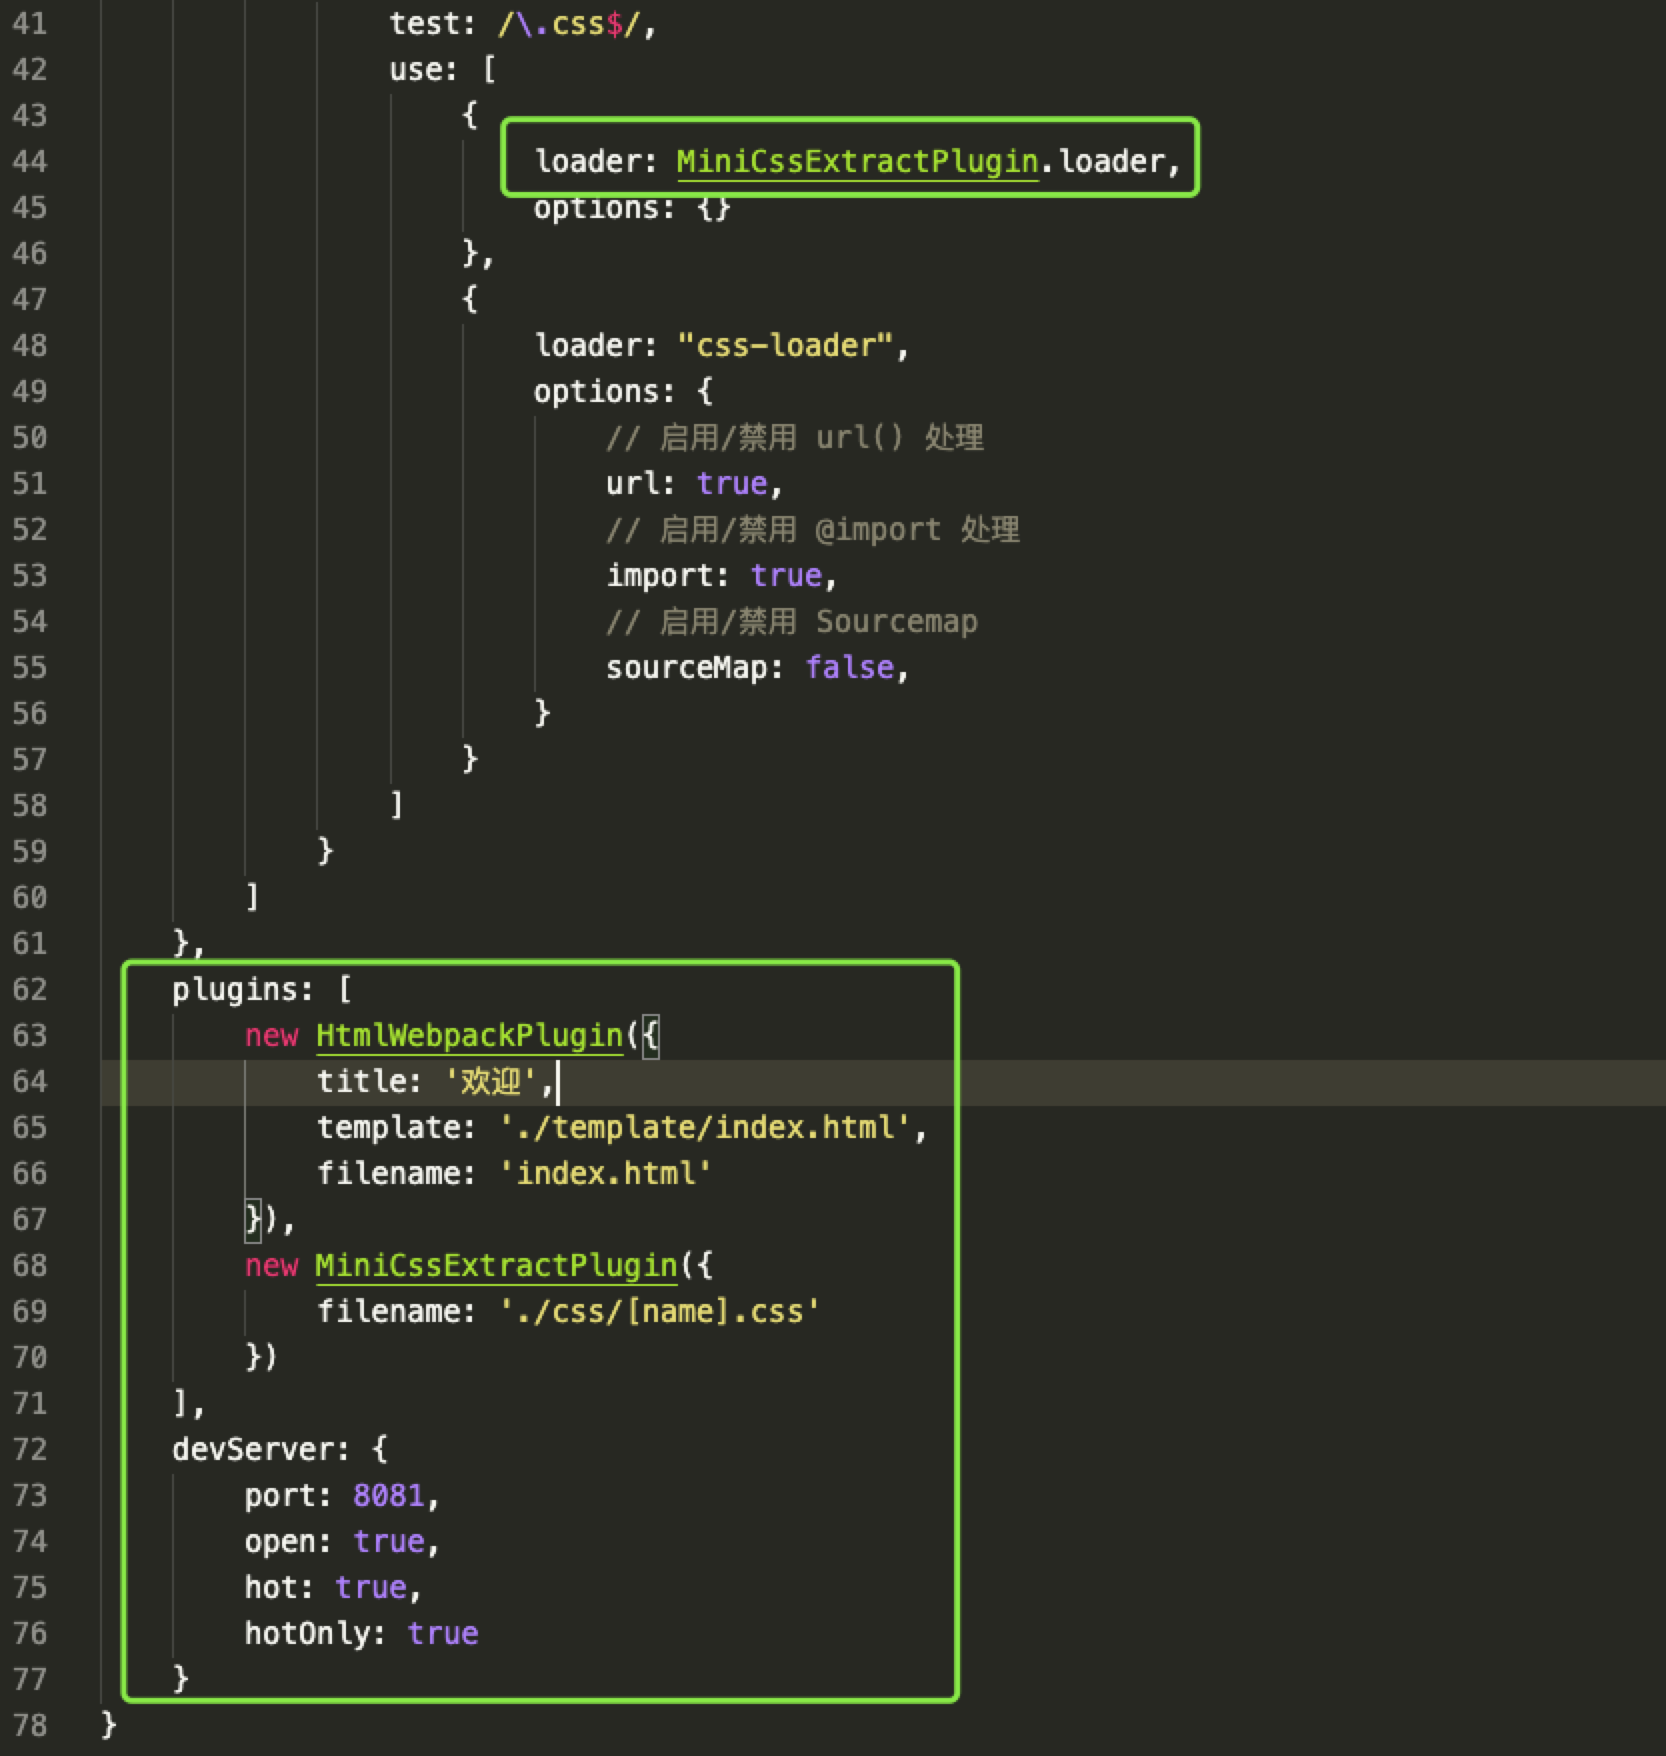 41 test: /\.css$/,
42 use: [
43 {
44 loader: MiniCssExtractPlugin.loader,
45 options: {}
46 },
47 {
48 loader: "css-loader",
49 options: {
50 // 启用/禁用 url() 处理
51 url: true,
52 // 启用/禁用 @import 处理
53 import: true,
54 // 启用/禁用 Sourcemap
55 sourceMap: false,
56 }
57 }
58 ]
59 }
60 ]
61 },
62 plugins: [
63 new HtmlWebpackPlugin({
64 title: '欢迎',
65 template: './template/index.html',
66 filename: 'index.html'
67 }),
68 new MiniCssExtractPlugin({
69 filename: './css/[name].css'
70 })
71 ],
72 devServer: {
73 port: 8081,
74 open: true,
75 hot: true,
76 hotOnly: true
77 }
78 }